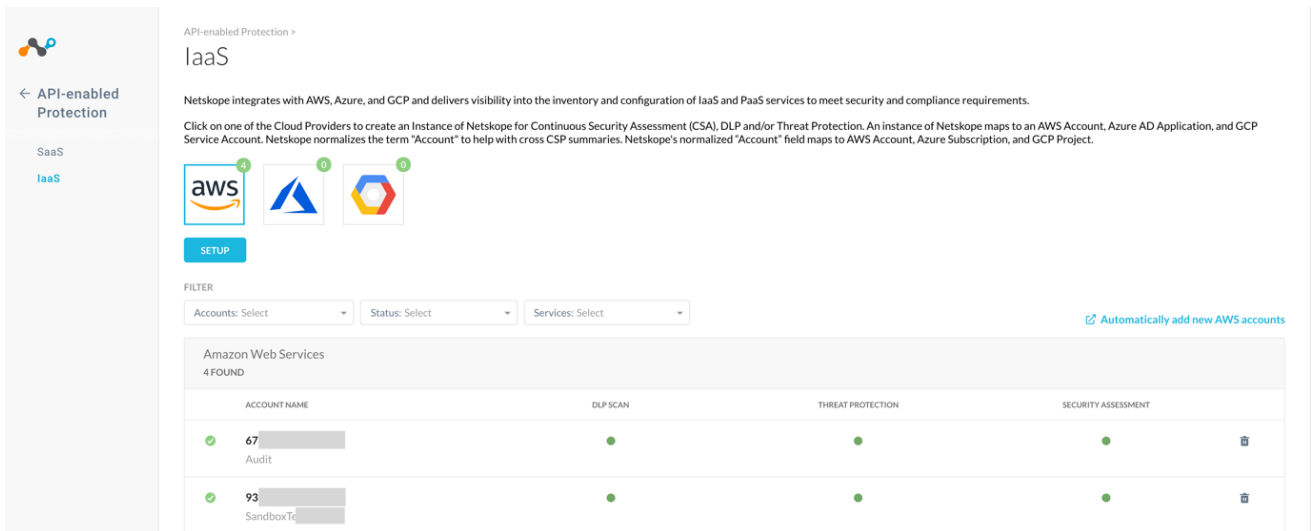 API-enabled Protection >
IaaS
← API-enabled
Protection
SaaS
IaaS
Netskope integrates with AWS, Azure, and GCP and delivers visibility into the inventory and configuration of IaaS and PaaS services to meet security and compliance requirements.
Click on one of the Cloud Providers to create an Instance of Netskope for Continuous Security Assessment (CSA), DLP and/or Threat Protection. An instance of Netskope maps to an AWS Account, Azure AD Application, and GCP
Service Account. Netskope normalizes the term "Account" to help with cross CSP summaries. Netskope's normalized "Account" field maps to AWS Account, Azure Subscription, and GCP Project.
4 0 0
aws
SETUP
FILTER
Accounts: Select Status: Select Services: Select
Automatically add new AWS accounts
Amazon Web Services
4 FOUND
ACCOUNT NAME DLP SCAN THREAT PROTECTION SECURITY ASSESSMENT
67
Audit
93
SandboxTe